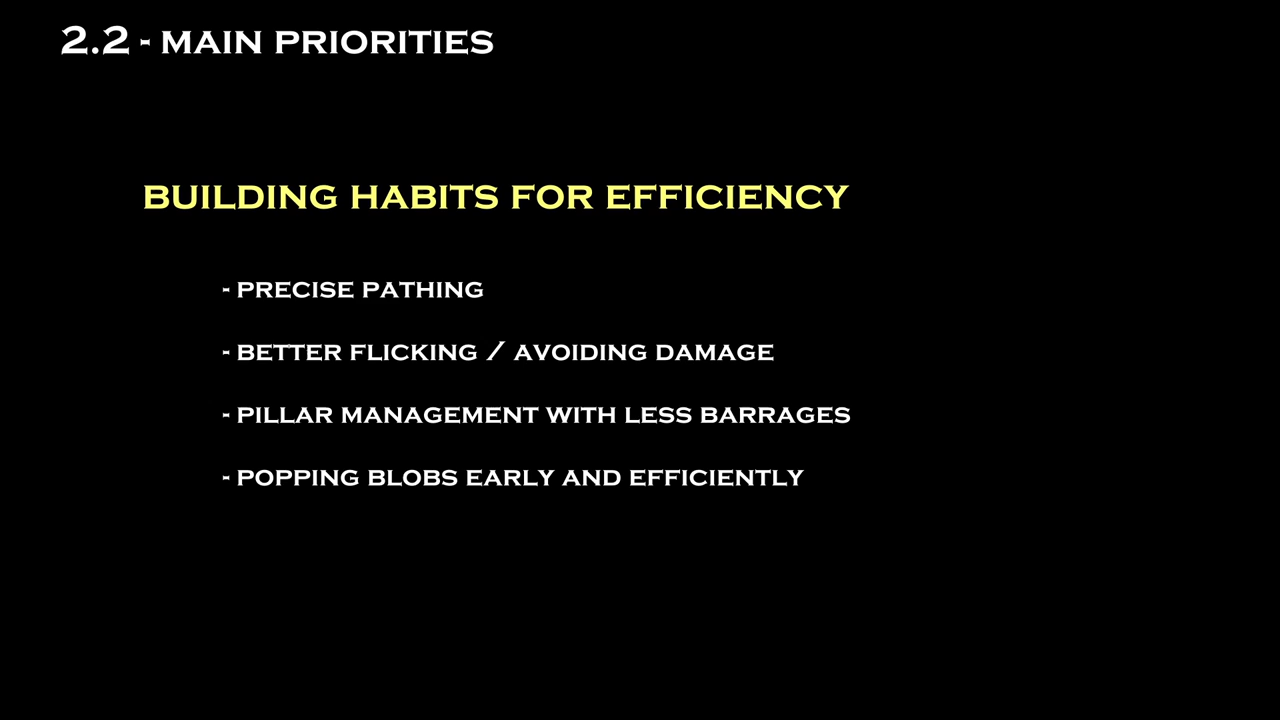 2.2 - MAIN PRIORITIES
BUILDING HABITS FOR EFFICIENCY
- PRECISE PATHING
- BETTER FLICKING / AVOIDING DAMAGE
- PILLAR MANAGEMENT WITH LESS BARRAGES
- POPPING BLOBS EARLY AND EFFICIENTLY